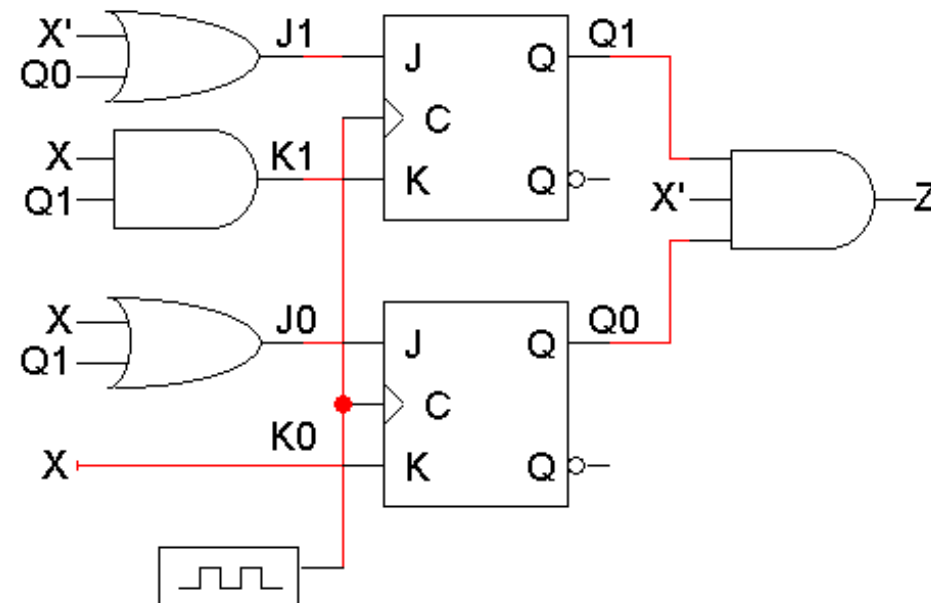 X' J1 J Q Q1
Q0
C
X K1 K Q
Q1
X' Z
X J0 J Q Q0
Q1
C
K0
X K Q